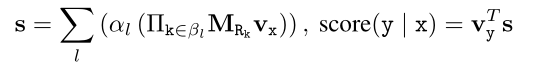 s = ∑_l (α_l (Π_{k∈β_l} M_{R_k} v_x)) , score(y | x) = v_y^T s